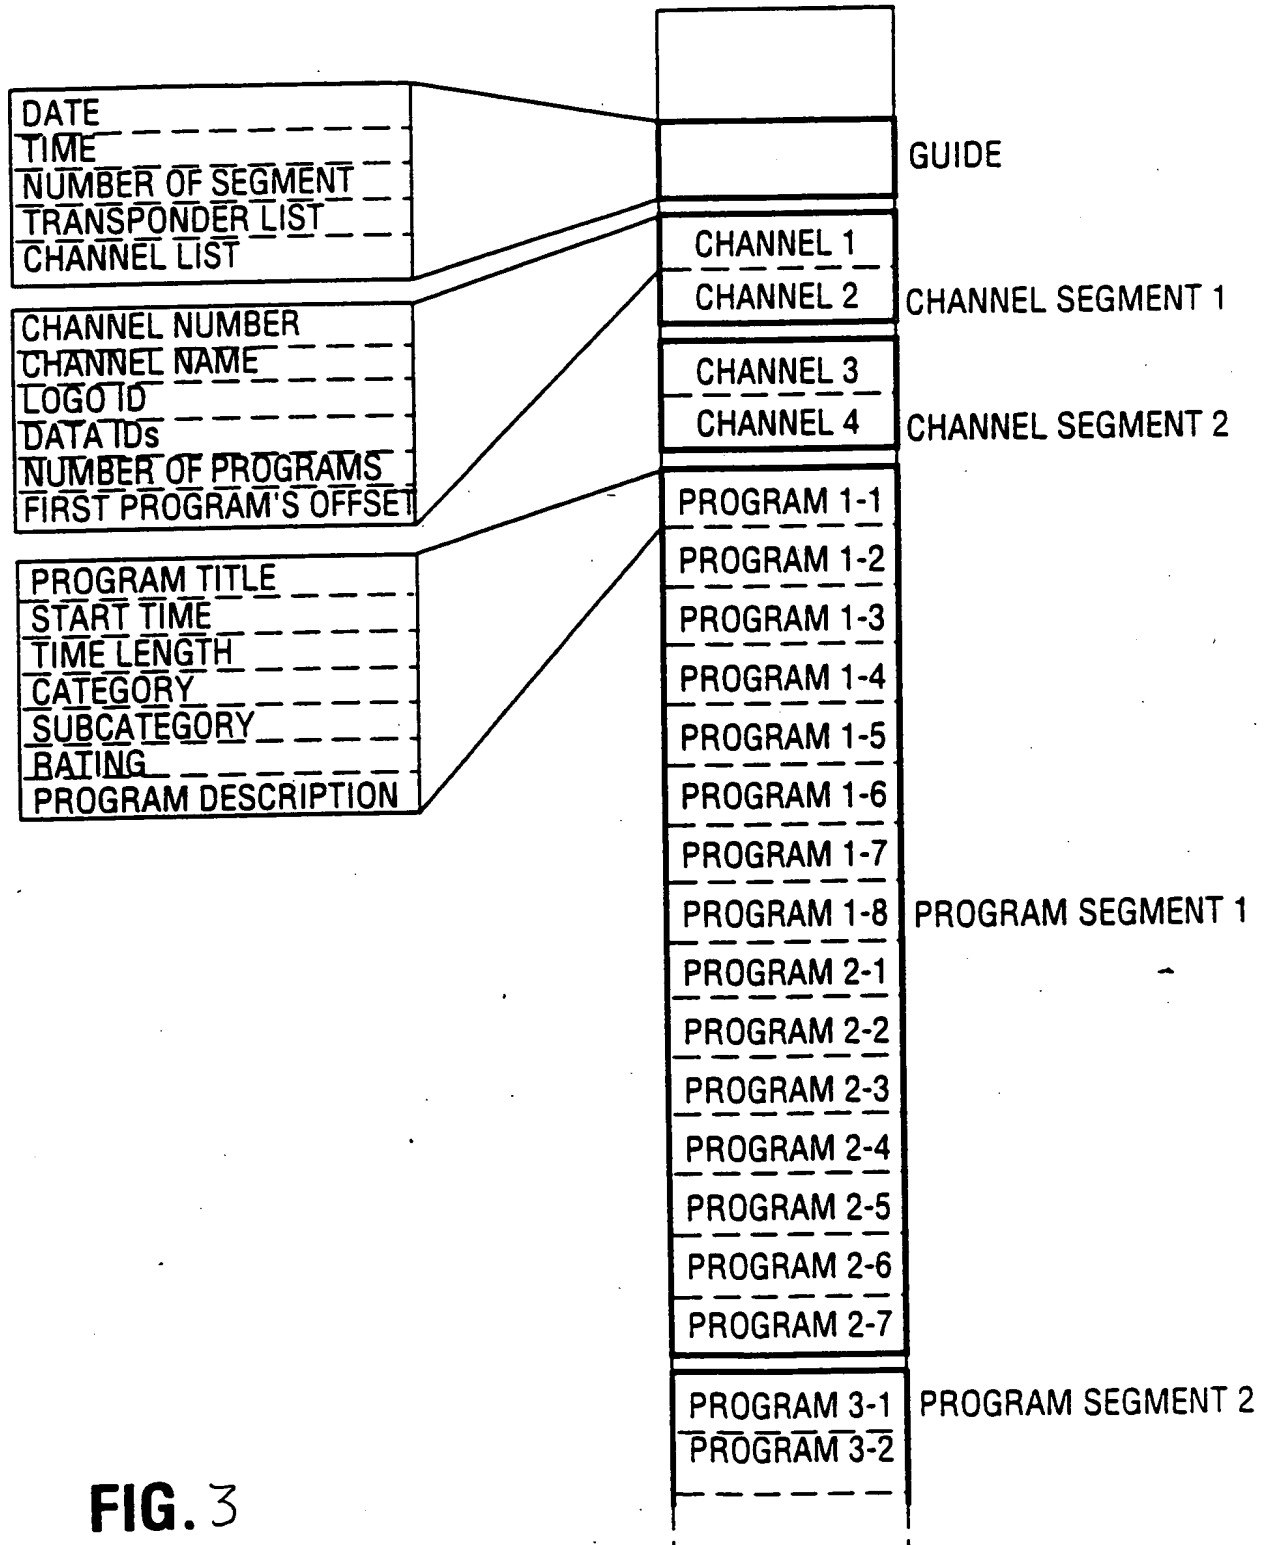 DATE
TIME
NUMBER OF SEGMENT
TRANSPONDER LIST
CHANNEL LIST
CHANNEL NUMBER
CHANNEL NAME
LOGO ID
DATA IDs
NUMBER OF PROGRAMS
FIRST PROGRAM'S OFFSET
PROGRAM TITLE
START TIME
TIME LENGTH
CATEGORY
SUBCATEGORY
RATING
PROGRAM DESCRIPTION
GUIDE
CHANNEL 1
CHANNEL 2
CHANNEL SEGMENT 1
CHANNEL 3
CHANNEL 4
CHANNEL SEGMENT 2
PROGRAM 1-1
PROGRAM 1-2
PROGRAM 1-3
PROGRAM 1-4
PROGRAM 1-5
PROGRAM 1-6
PROGRAM 1-7
PROGRAM 1-8
PROGRAM SEGMENT 1
PROGRAM 2-1
PROGRAM 2-2
PROGRAM 2-3
PROGRAM 2-4
PROGRAM 2-5
PROGRAM 2-6
PROGRAM 2-7
PROGRAM 3-1
PROGRAM SEGMENT 2
PROGRAM 3-2
FIG. 3